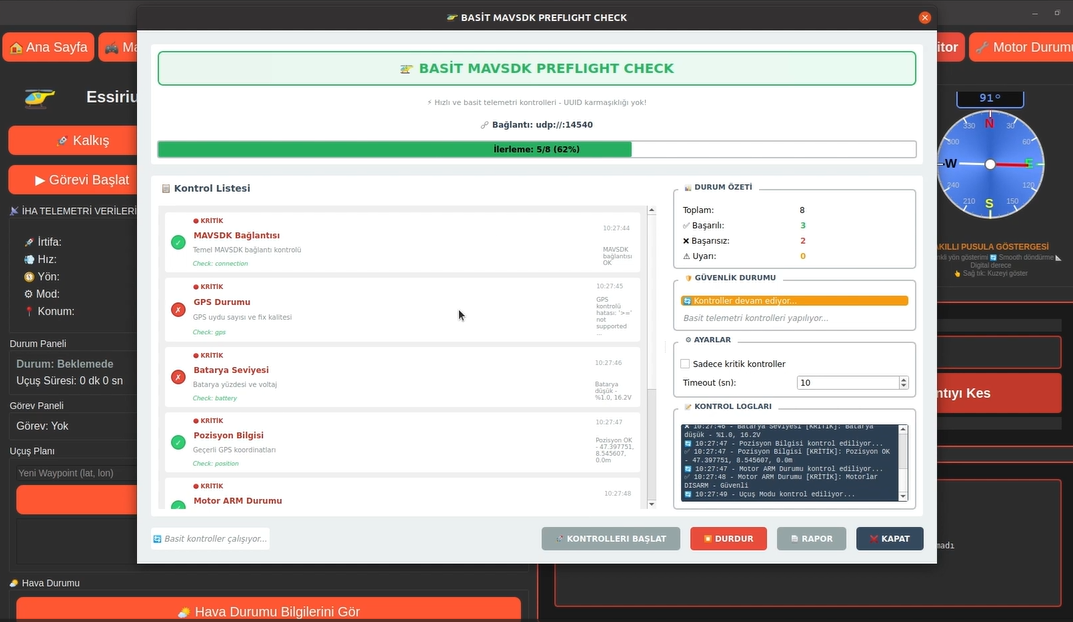 BASİT MAVSDK PREFLIGHT CHECK
Ana Sayfa
Ma
itor
Motor Durumu
Essiriu
Kalkış
Görevi Başlat
İHA TELEMETRİ VERİLERİ
İrtifa:
Hız:
Yön:
Mod:
Konum:
Durum Paneli
Durum: Beklemede
Uçuş Süresi: 0 dk 0 sn
Görev Paneli
Görev: Yok
Uçuş Planı
Yeni Waypoint (lat, lon)
Hava Durumu
Hava Durumu Bilgilerini Gör
BASİT MAVSDK PREFLIGHT CHECK
Hızlı ve basit telemetri kontrolleri - UUID karmaşıklığı yok!
Bağlantı: udp://:14540
İlerleme: 5/8 (62%)
Kontrol Listesi
KRİTİK
MAVSDK Bağlantısı
Temel MAVSDK bağlantı kontrolü
Check: connection
10:27:44
MAVSDK
bağlantısı
OK
KRİTİK
GPS Durumu
GPS uydu sayısı ve fix kalitesi
Check: gps
10:27:45
GPS
kontrolü
hatası: '>='
not
supported
...
KRİTİK
Batarya Seviyesi
Batarya yüzdesi ve voltaj
Check: battery
10:27:46
Batarya
düşük -
%1.0, 16.2V
KRİTİK
Pozisyon Bilgisi
Geçerli GPS koordinatları
Check: position
10:27:47
Pozisyon OK
- 47.397751,
8.545607,
0.0m
KRİTİK
Motor ARM Durumu
10:27:48
DURUM ÖZETİ
Toplam: 8
Başarılı: 3
Başarısız: 2
Uyarı: 0
GÜVENLİK DURUMU
Kontroller devam ediyor...
Basit telemetri kontrolleri yapılıyor...
AYARLAR
Sadece kritik kontroller
Timeout (sn): 10
KONTROL LOGLARI
10:27:46 - Batarya Seviyesi [KRİTİK]: Batarya
düşük - %1.0, 16.2V
10:27:47 - Pozisyon Bilgisi kontrol ediliyor...
10:27:47 - Pozisyon Bilgisi [KRİTİK]: Pozisyon OK
- 47.397751, 8.545607, 0.0m
10:27:47 - Motor ARM Durumu kontrol ediliyor...
10:27:48 - Motor ARM Durumu [KRİTİK]: Motorlar
DISARM - Güvenli
10:27:49 - Uçuş Modu kontrol ediliyor...
Basit kontroller çalışıyor...
KONTROLLERI BAŞLAT
DURDUR
RAPOR
KAPAT
91°
N
30
60
E
120
150
S
210
240
W
300
330
AKILLI PUSULA GÖSTERGESİ
nkli yön gösterimi Smooth döndürme
Digital derece
Sağ tık: Kuzeyi göster
ntıyı Kes
madı